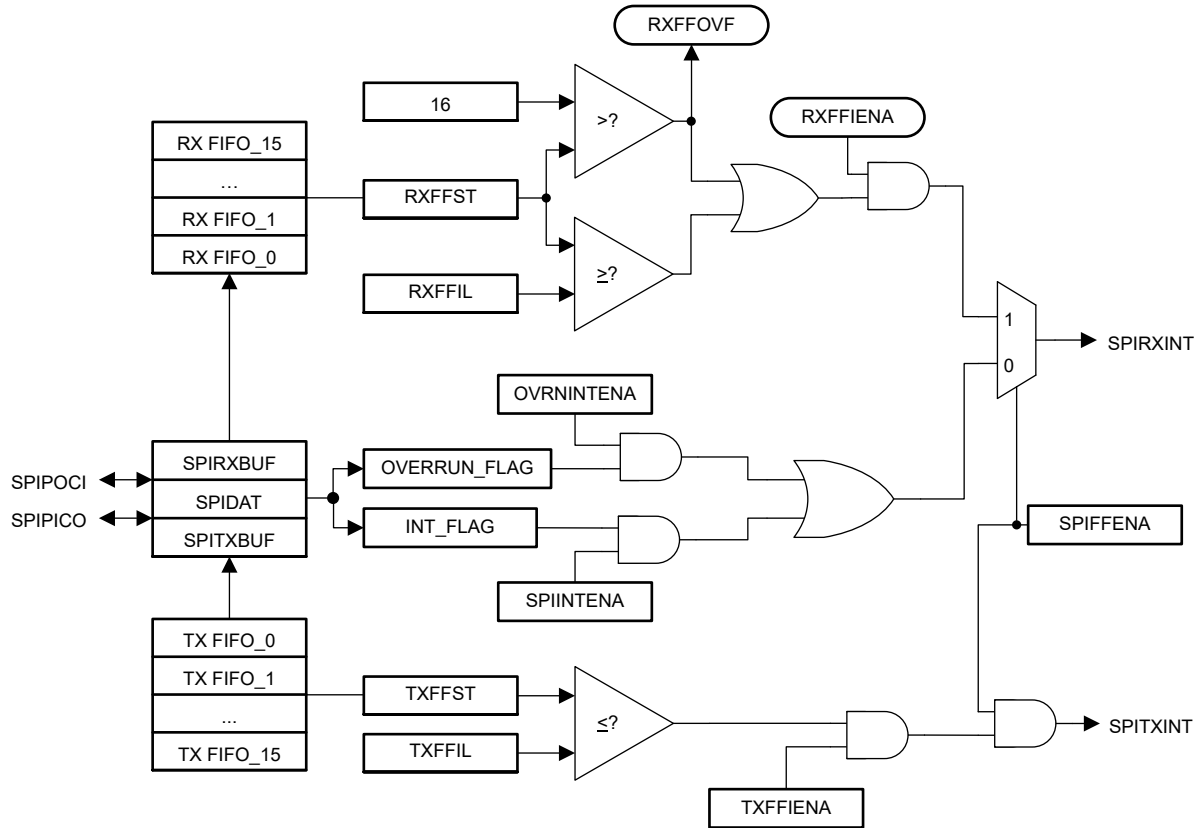 RXFFOVF
16
>?
RXFFIENA
RX FIFO_15
...
RX FIFO_1
RX FIFO_0
RXFFST
RXFFIL
≥?
1
0
SPIRXINT
OVRNINTENA
SPIPOCI
SPIPICO
SPIRXBUF
SPIDAT
SPITXBUF
OVERRUN_FLAG
INT_FLAG
SPIINTENA
SPIFFENA
TX FIFO_0
TX FIFO_1
...
TX FIFO_15
TXFFST
TXFFIL
≤?
TXFFIENA
SPITXINT